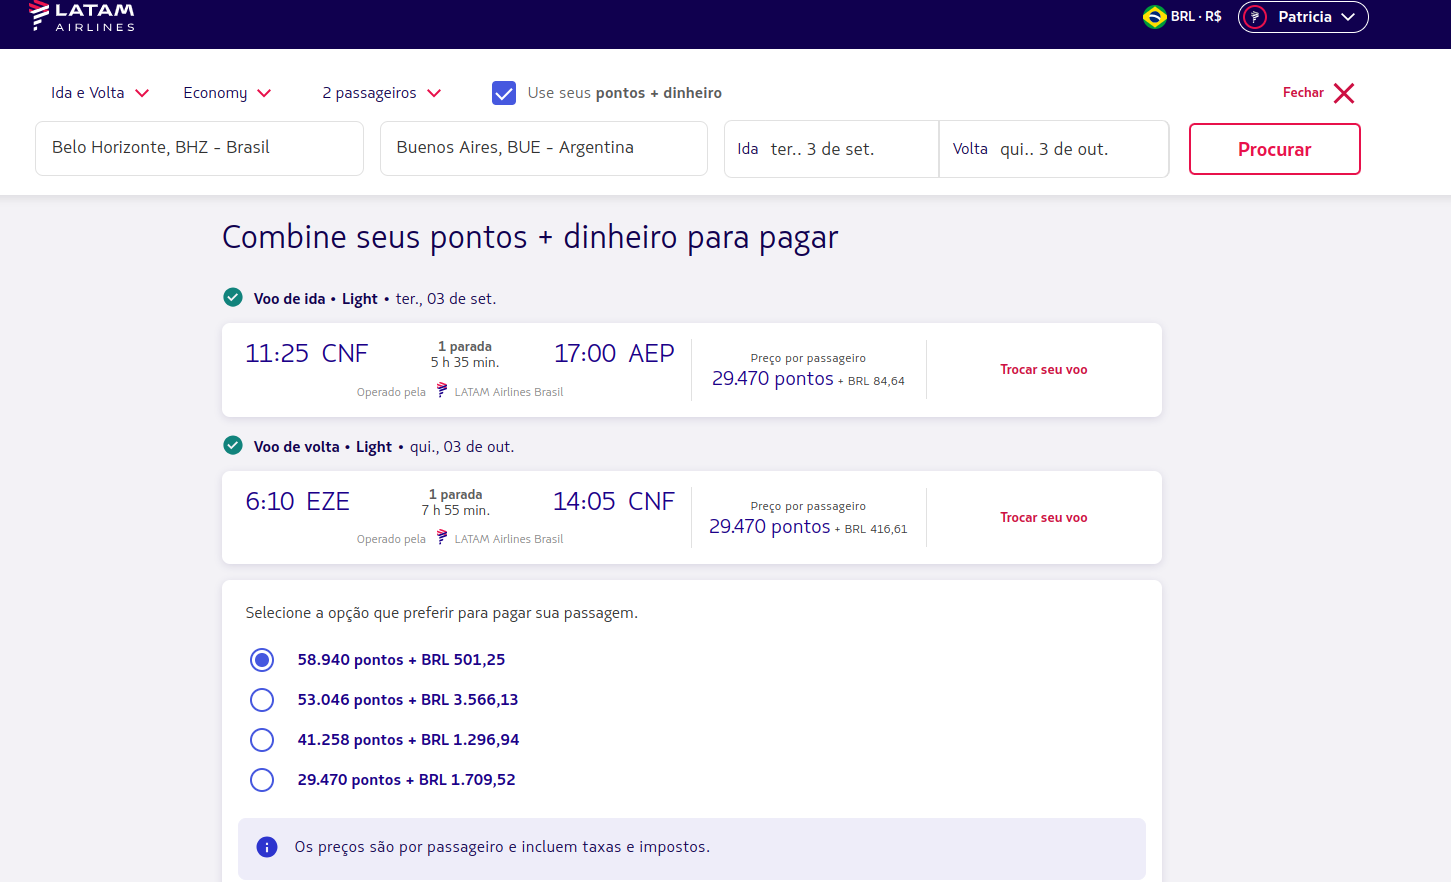 LATAM
AIRLINES
BRL · R$
Patricia
Ida e Volta
Economy
2 passageiros
Use seus pontos + dinheiro
Fechar
Belo Horizonte, BHZ - Brasil
Buenos Aires, BUE - Argentina
Ida ter.. 3 de set.
Volta qui.. 3 de out.
Procurar
Combine seus pontos + dinheiro para pagar
Voo de ida • Light • ter., 03 de set.
11:25 CNF
1 parada
5 h 35 min.
17:00 AEP
Operado pela LATAM Airlines Brasil
Preço por passageiro
29.470 pontos + BRL 84,64
Trocar seu voo
Voo de volta • Light • qui., 03 de out.
6:10 EZE
1 parada
7 h 55 min.
14:05 CNF
Operado pela LATAM Airlines Brasil
Preço por passageiro
29.470 pontos + BRL 416,61
Trocar seu voo
Selecione a opção que preferir para pagar sua passagem.
58.940 pontos + BRL 501,25
53.046 pontos + BRL 3.566,13
41.258 pontos + BRL 1.296,94
29.470 pontos + BRL 1.709,52
Os preços são por passageiro e incluem taxas e impostos.